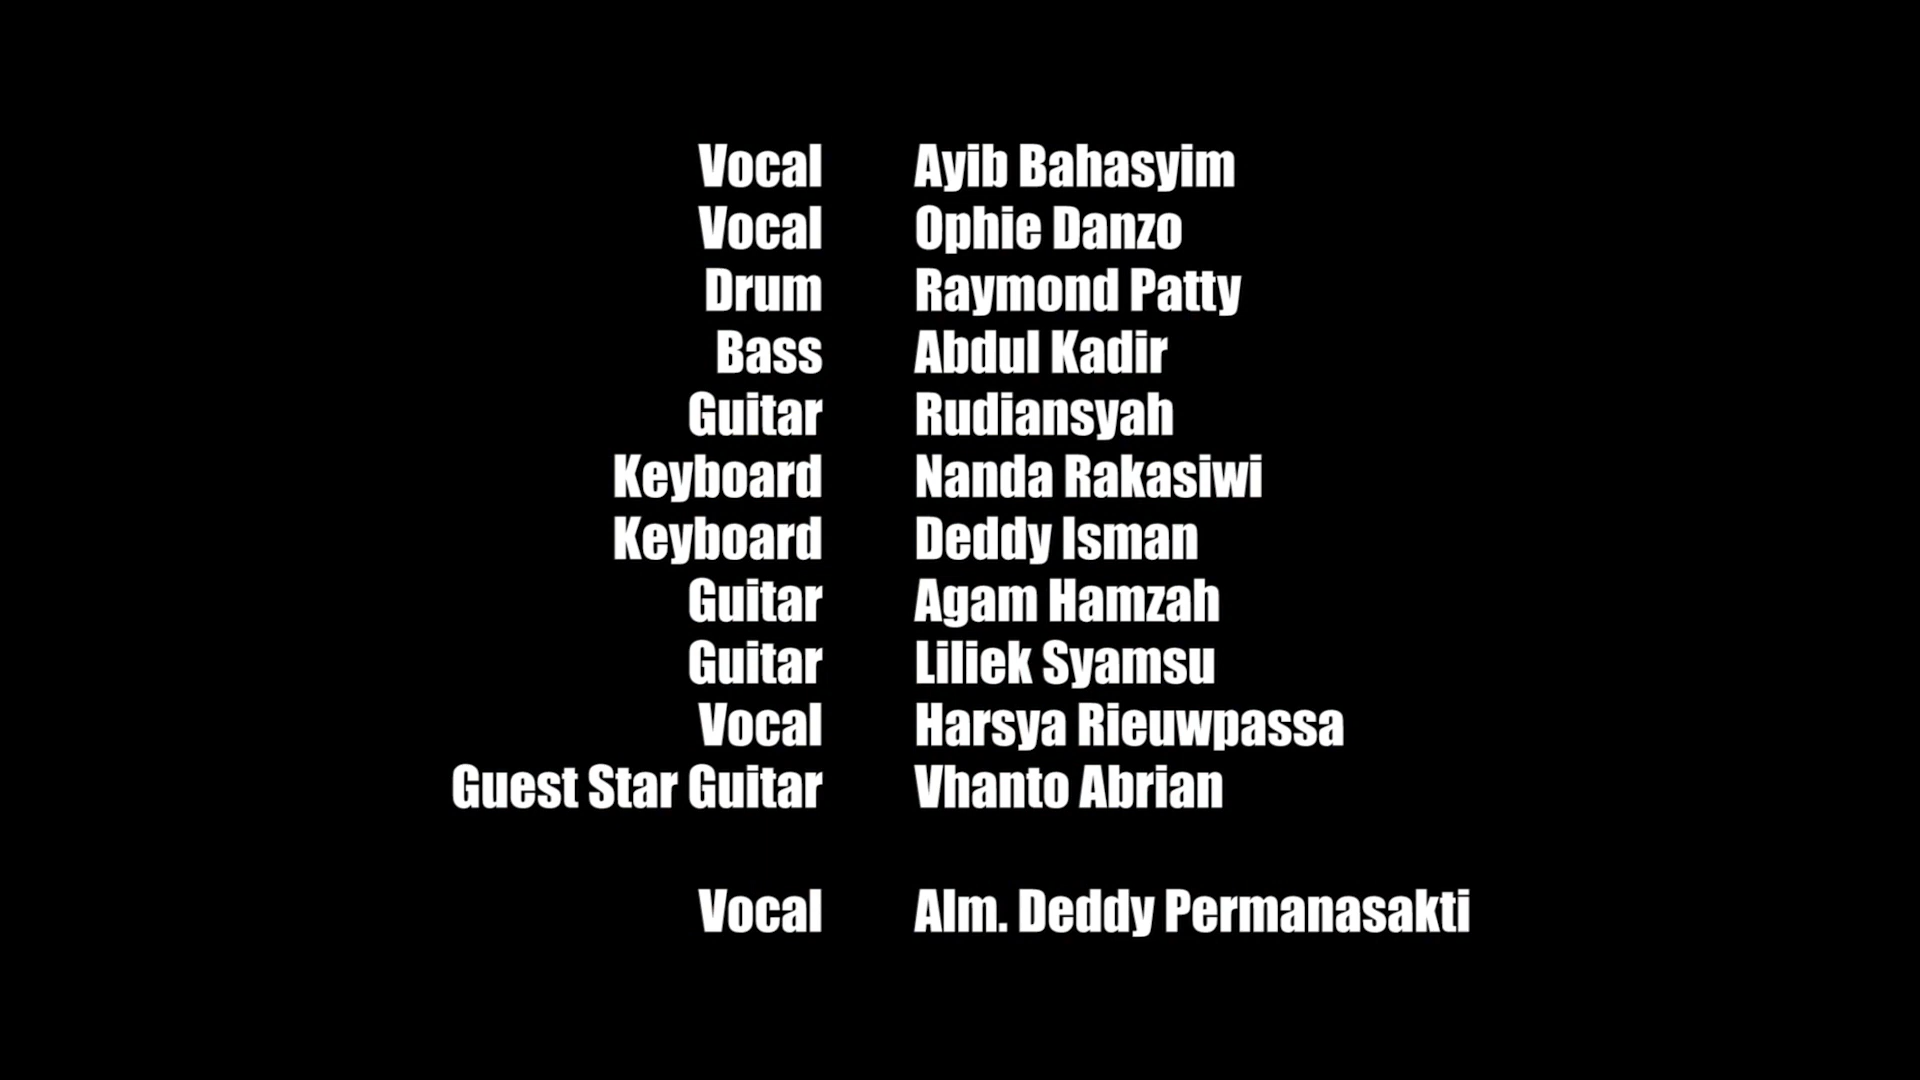 Vocal Ayib Bahasyim
Vocal Ophie Danzo
Drum Raymond Patty
Bass Abdul Kadir
Guitar Rudiansyah
Keyboard Nanda Rakasiwi
Keyboard Deddy Isman
Guitar Agam Hamzah
Guitar Liliek Syamsu
Vocal Harsya Rieuwpassa
Guest Star Guitar Vhanto Abrian
Vocal Alm. Deddy Permanasakti